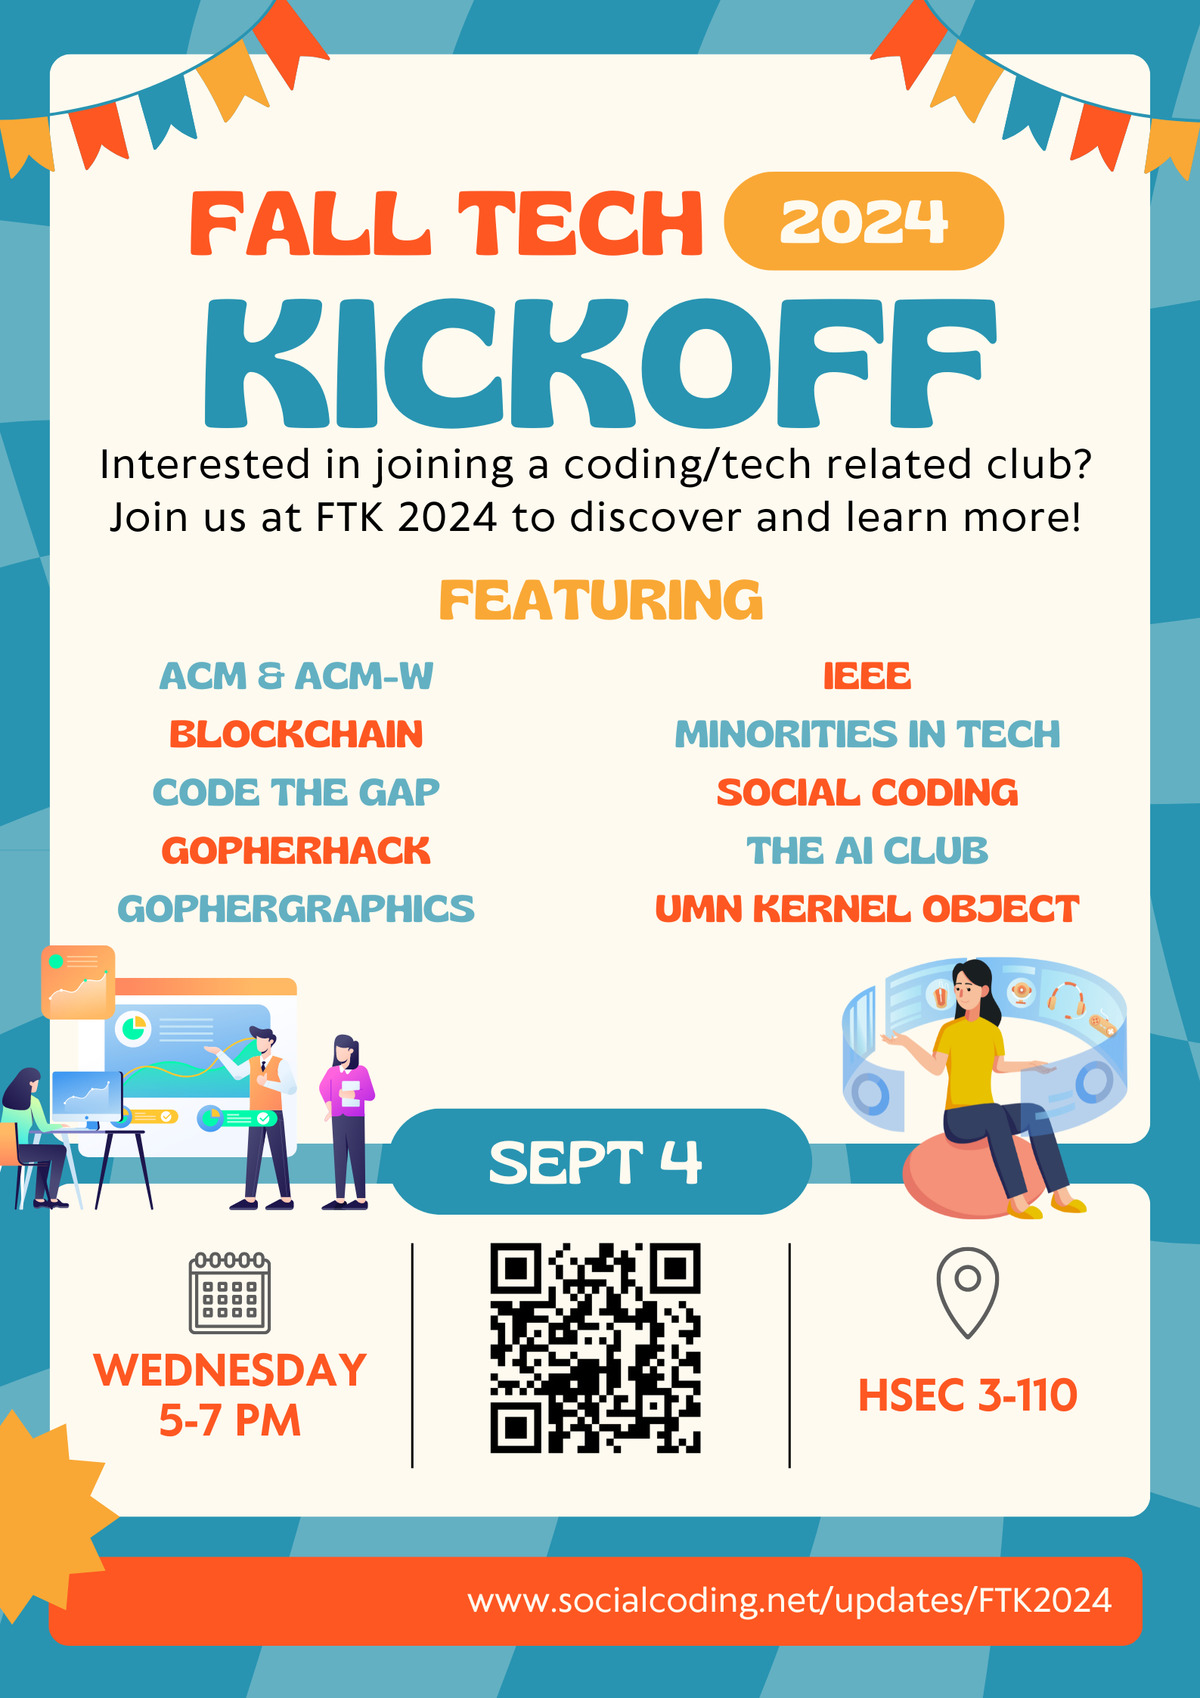 FALL TECH 2024
KICKOFF
Interested in joining a coding/tech related club?
Join us at FTK 2024 to discover and learn more!
FEATURING
ACM & ACM-W
BLOCKCHAIN
CODE THE GAP
GOPHERHACK
GOPHERGRAPHICS
IEEE
MINORITIES IN TECH
SOCIAL CODING
THE AI CLUB
UMN KERNEL OBJECT
SEPT 4
WEDNESDAY
5-7 PM
HSEC 3-110
www.socialcoding.net/updates/FTK2024